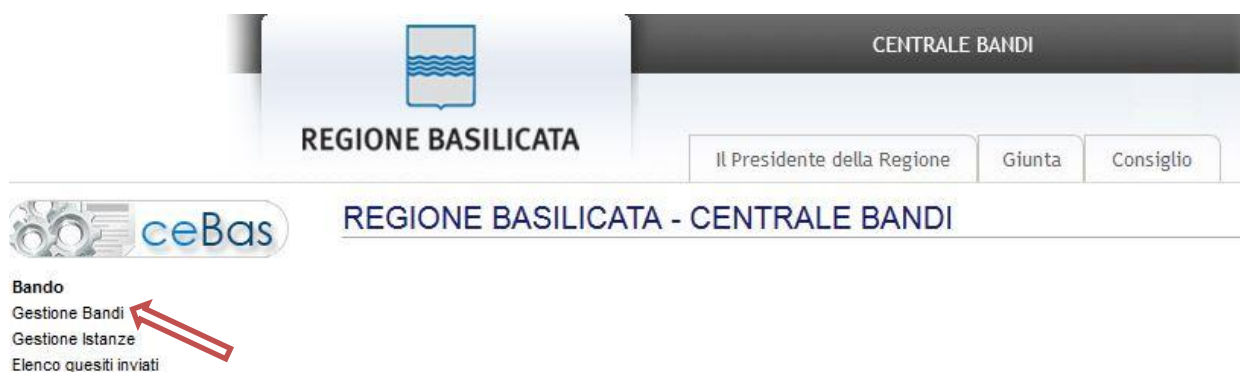 CENTRALE BANDI
REGIONE BASILICATA
Il Presidente della Regione Giunta Consiglio
ceBas
REGIONE BASILICATA - CENTRALE BANDI
Bando
Gestione Bandi
Gestione Istanze
Elenco quesiti inviati